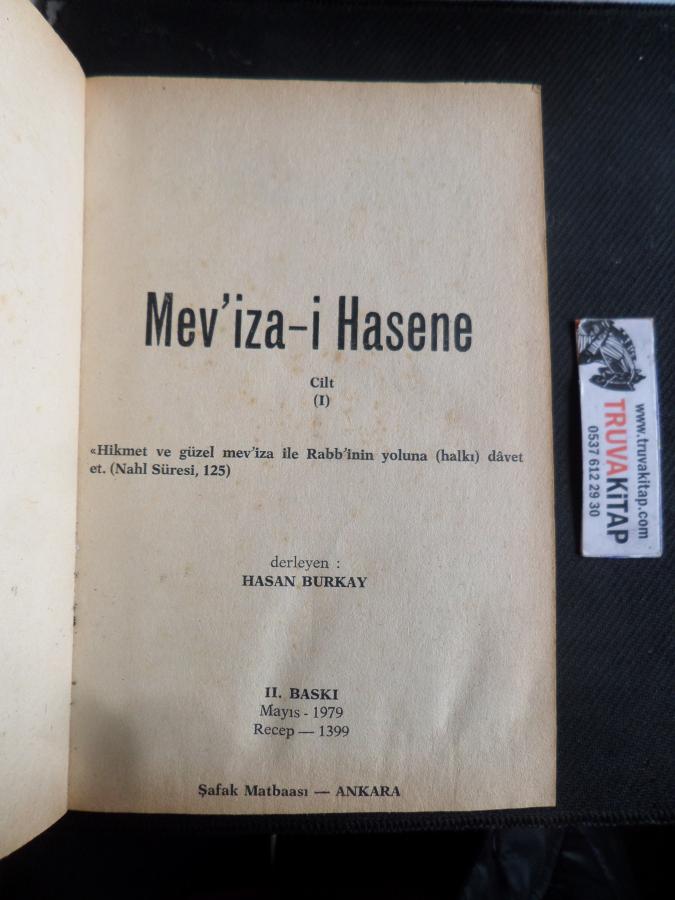 Mev'iza-i Hasene
Cilt
(I)
«Hikmet ve güzel mev'iza ile Rabb'inin yoluna (halkı) dâvet
et. (Nahl Süresi, 125)
derleyen :
HASAN BURKAY
II. BASKI
Mayıs - 1979
Recep — 1399
Şafak Matbaası — ANKARA
www.truvakitap.com
TRUVAKiTAP
0537 612 29 30